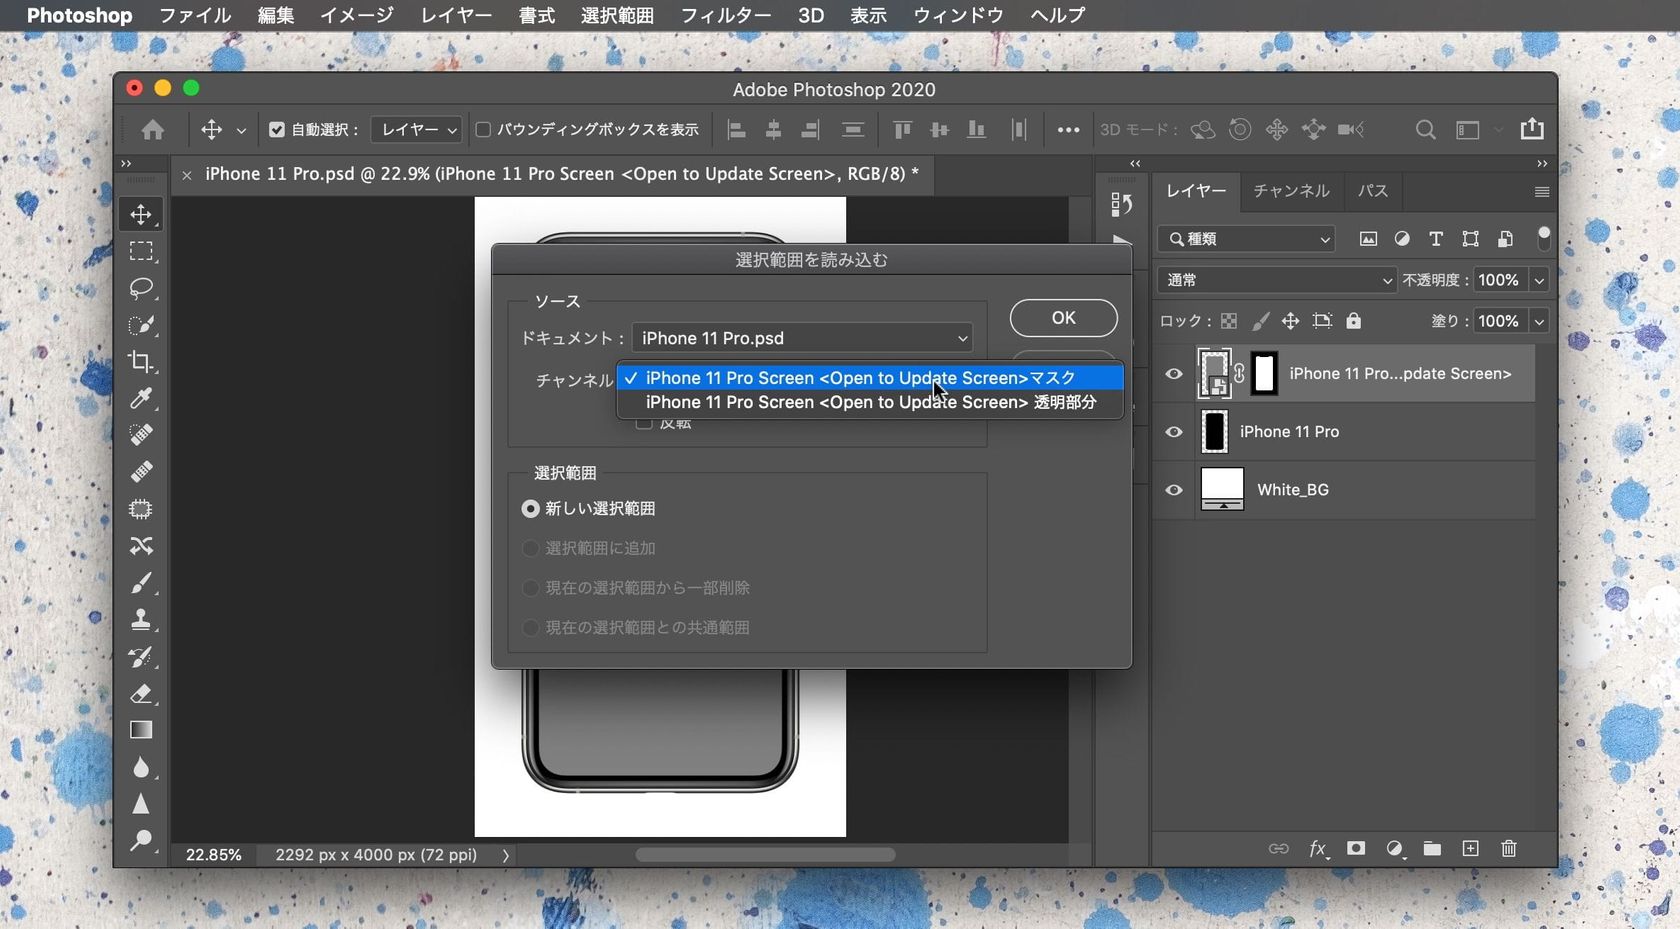 Photoshop ファイル 編集 イメージ レイヤー 書式 選択範囲 フィルター 3D 表示 ウィンドウ ヘルプ
Adobe Photoshop 2020
自動選択： レイヤー バウンディングボックスを表示 3D モード：
× iPhone 11 Pro.psd @ 22.9% (iPhone 11 Pro Screen <Open to Update Screen>, RGB/8) *
レイヤー チャンネル パス
種類
通常 不透明度： 100%
ロック： 塗り： 100%
iPhone 11 Pro...pdate Screen>
iPhone 11 Pro
White_BG
fx
選択範囲を読み込む
ソース
OK
ドキュメント： iPhone 11 Pro.psd
チャンネル
✓ iPhone 11 Pro Screen <Open to Update Screen>マスク
iPhone 11 Pro Screen <Open to Update Screen> 透明部分
反転
選択範囲
新しい選択範囲
選択範囲に追加
現在の選択範囲から一部削除
現在の選択範囲との共通範囲
22.85% 2292 px x 4000 px (72 ppi)